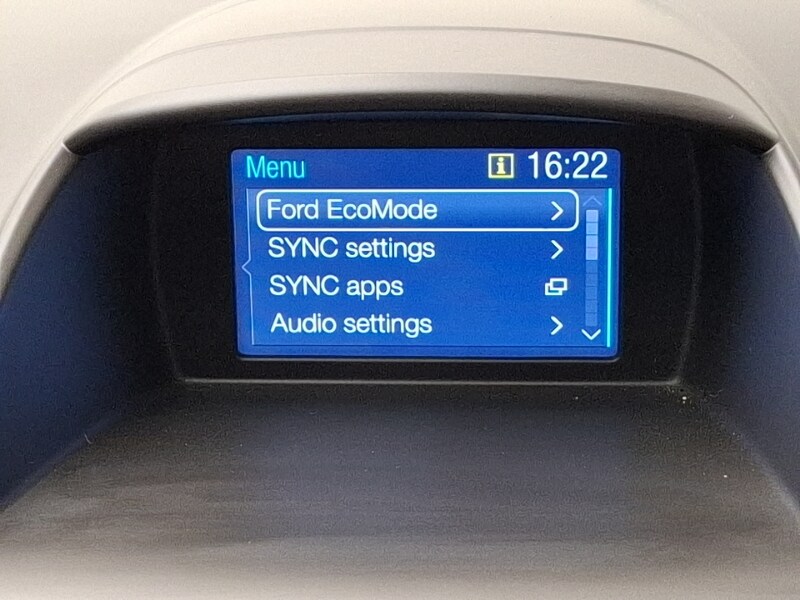 Menu 16:22
Ford EcoMode
SYNC settings
SYNC apps
Audio settings